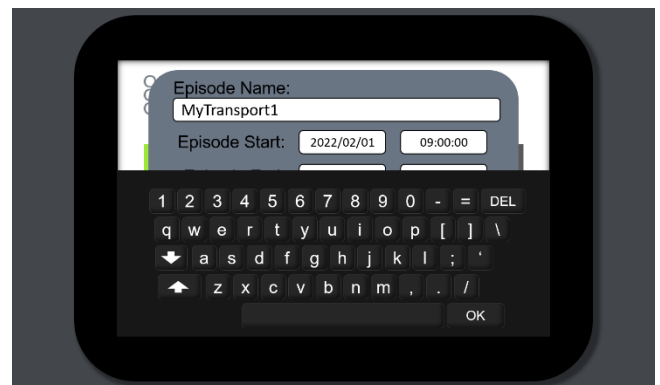 Episode Name:
MyTransport1
Episode Start: 2022/02/01 09:00:00
1 2 3 4 5 6 7 8 9 0 - = DEL
q w e r t y u i o p [ ] \
a s d f g h j k l ; ‘
z x c v b n m , . /
OK